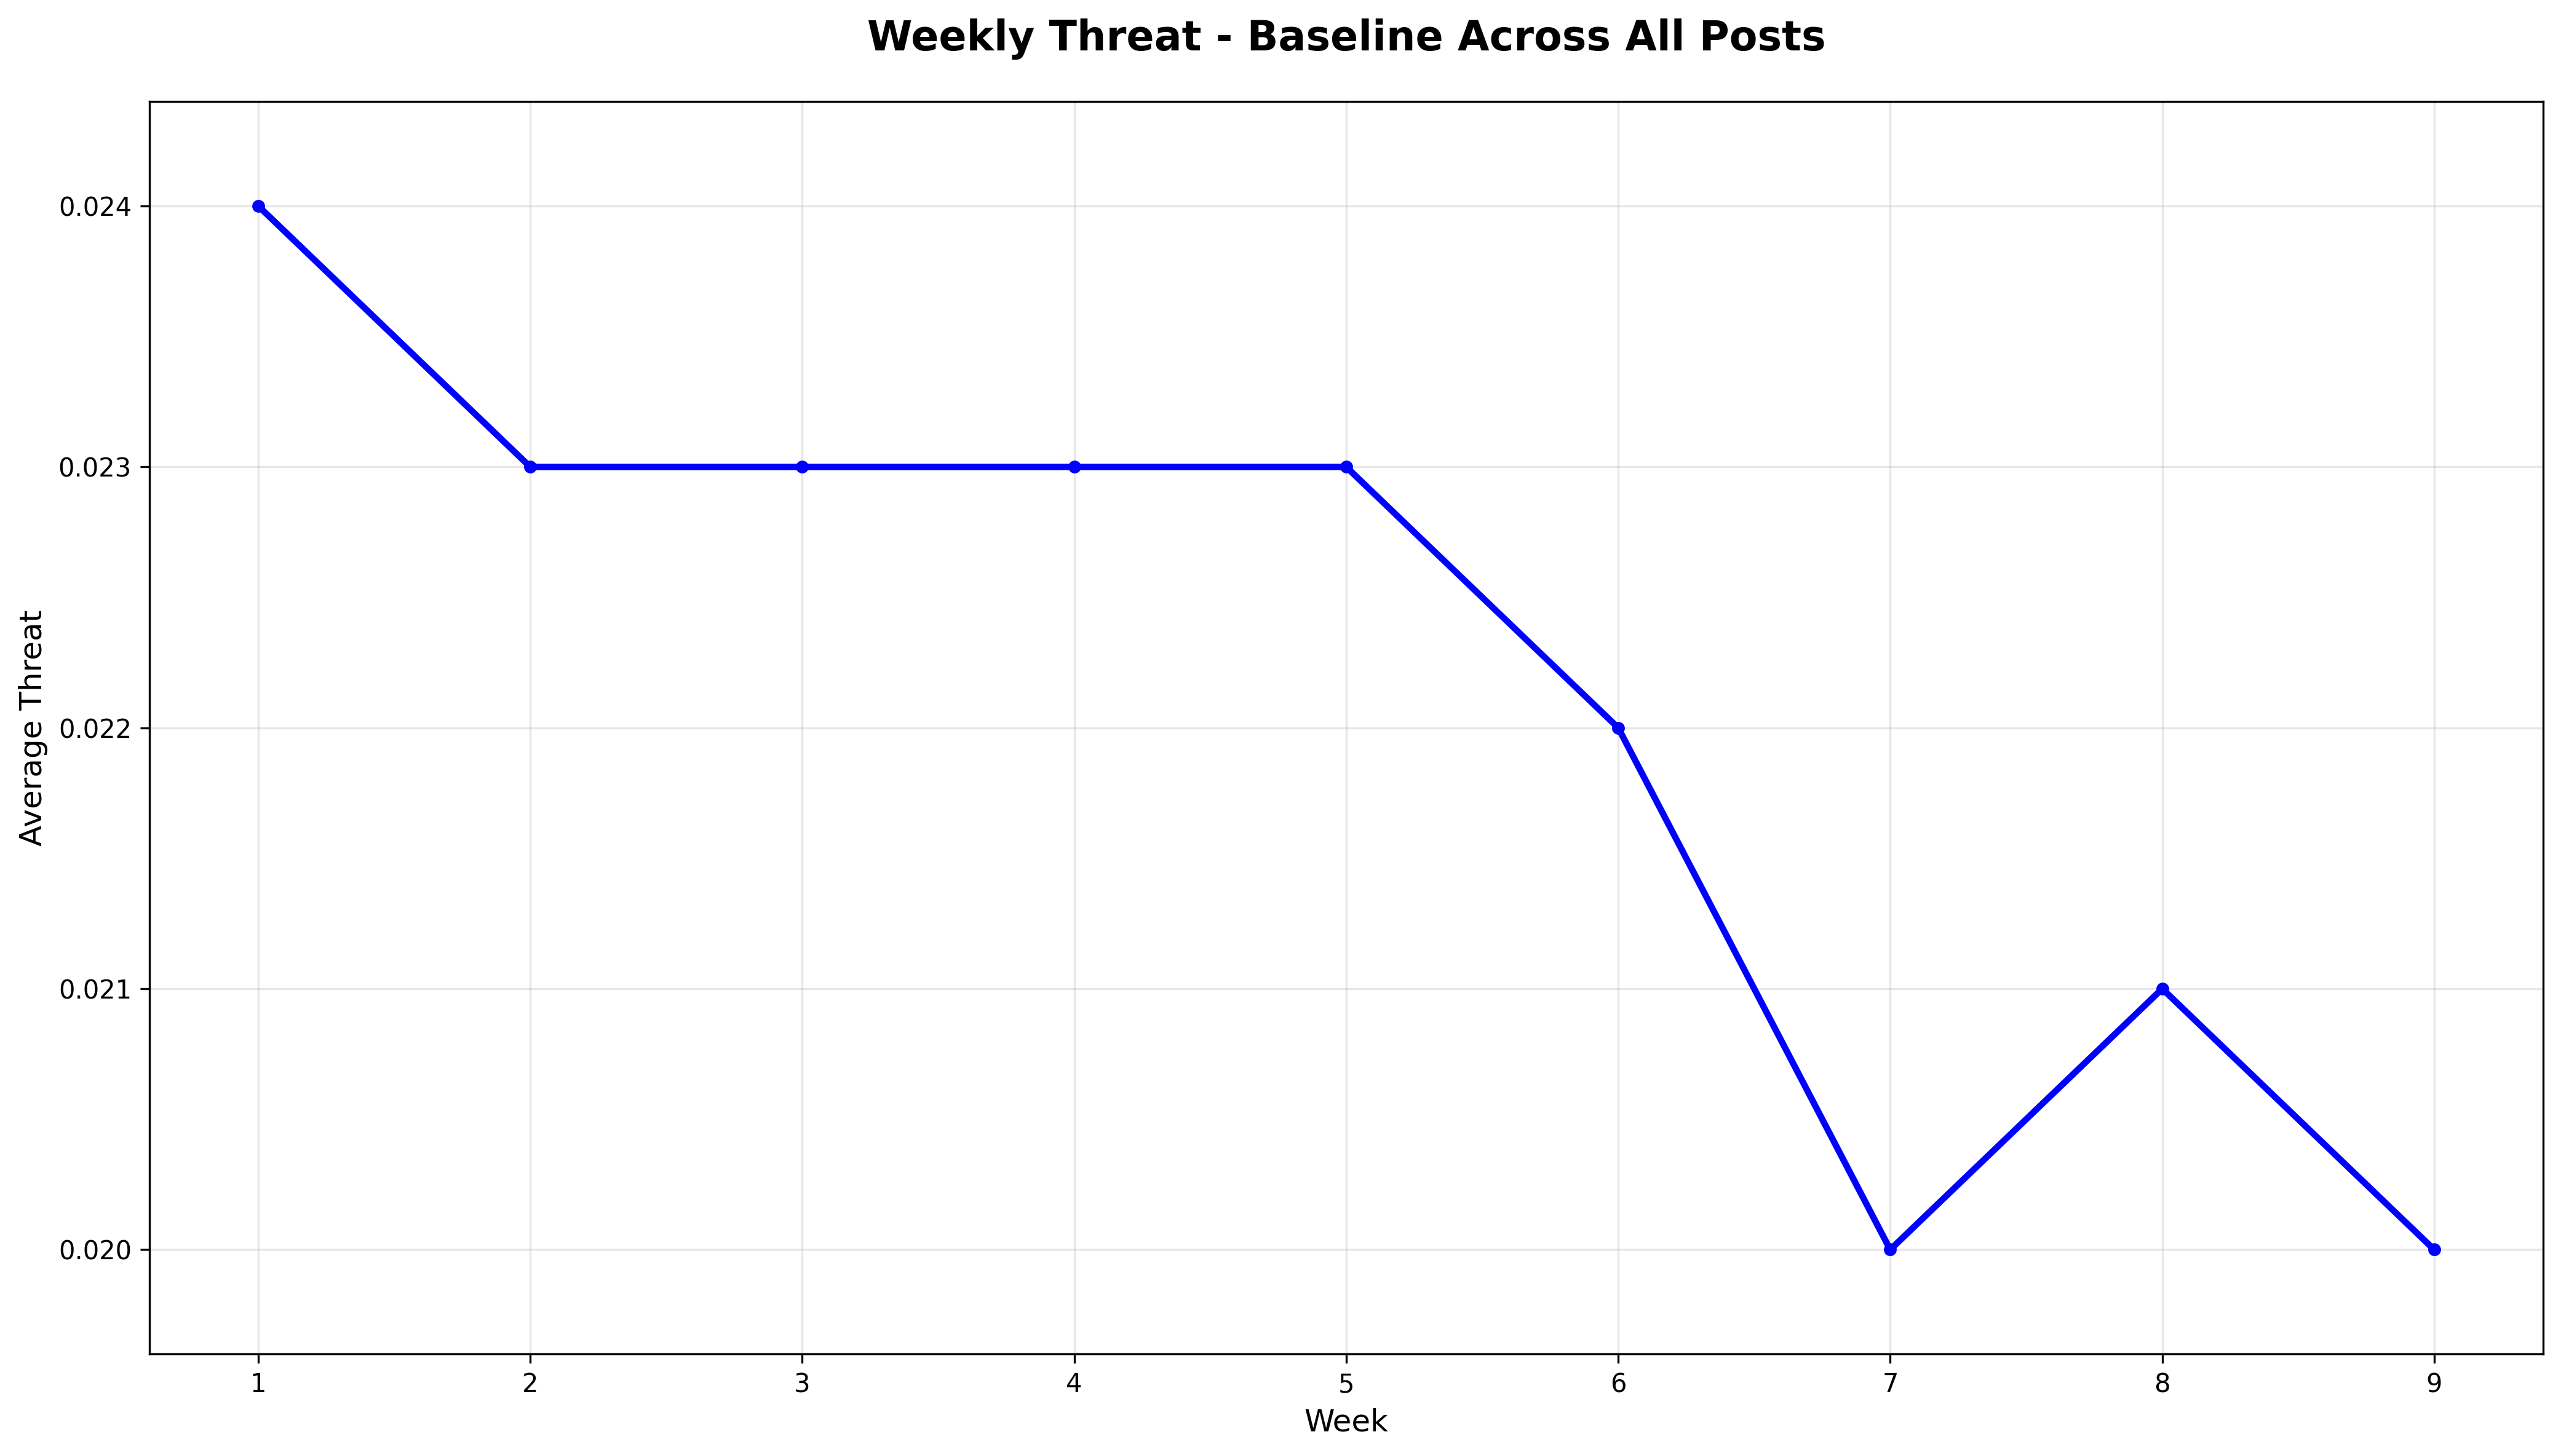 Weekly Threat - Baseline Across All Posts
Average Threat
0.024
0.023
0.022
0.021
0.020
1 2 3 4 5 6 7 8 9
Week